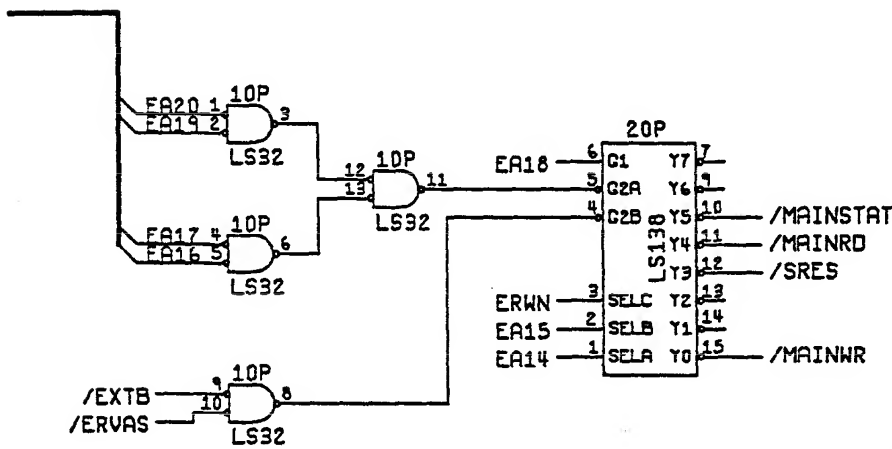 10P
EA20 1 3
EA19 2
LS32
12 10P
13 11
LS32
10P
EA17 4 6
EA16 5
LS32
10P
/EXTB 9 8
/ERVAS 10
LS32
20P
EA18 6 G1 Y7 7
5 G2A Y6 9
4 G2B Y5 10 /MAINSTAT
Y4 11 /MAINRD
LS138
Y3 12 /SRES
ERWN 3 SELC Y2 13
EA15 2 SELB Y1 14
EA14 1 SELA Y0 15 /MAINWR